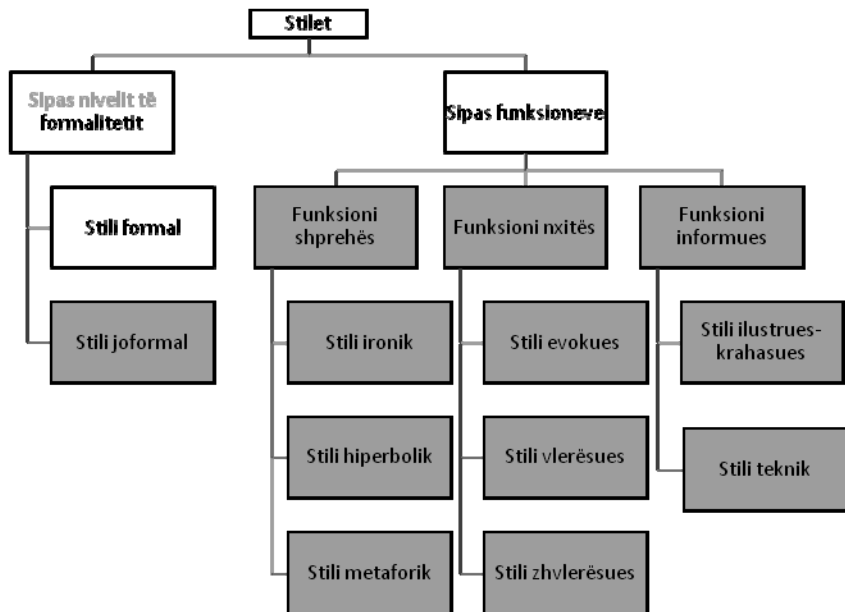 Stilet
Sipas nivelit të
formalitetit
Stili formal
Stili joformal
Sipas funksioneve
Funksioni
shprehës
Stili ironik
Stili hiperbolik
Stili metaforik
Funksioni nxitës
Stili evokues
Stili vlerësues
Stili zhvlerësues
Funksioni
informues
Stili ilustrues-
krahasues
Stili teknik